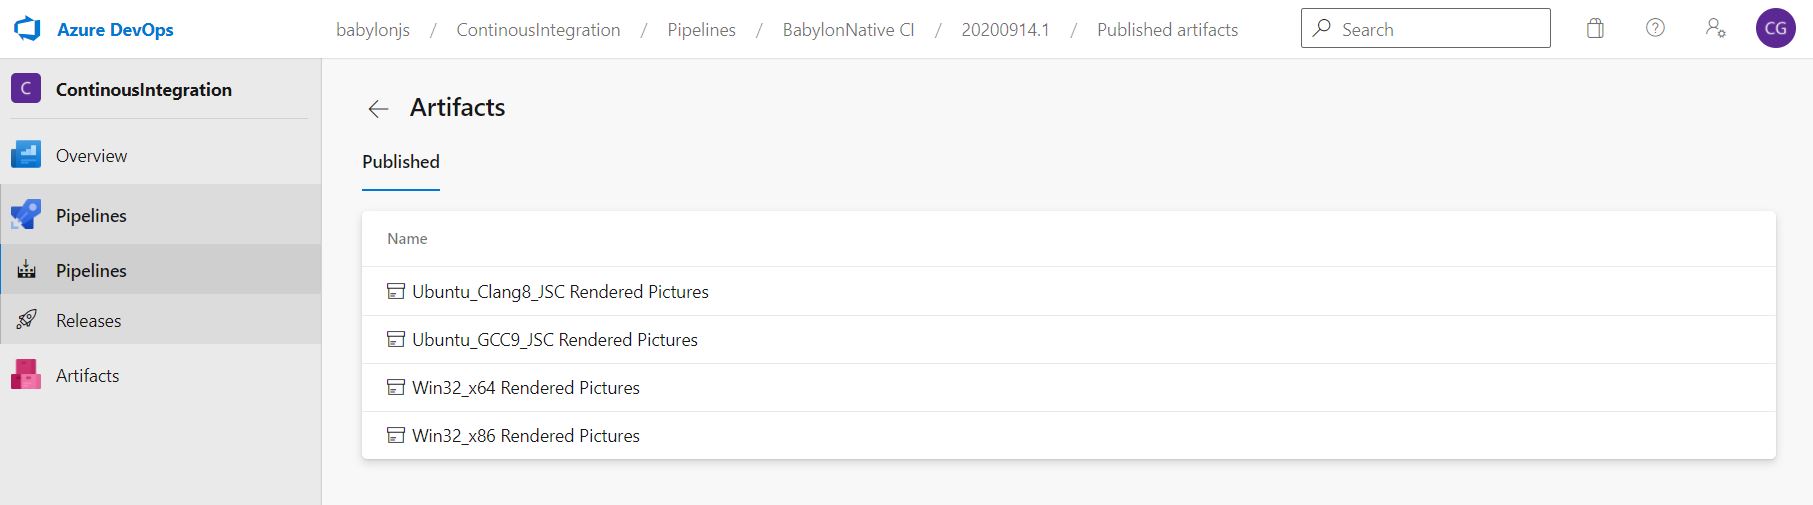 Azure DevOps
babylonjs / ContinousIntegration / Pipelines / BabylonNative CI / 20200914.1 / Published artifacts
Search
CG
C ContinousIntegration
Overview
Pipelines
Pipelines
Releases
Artifacts
Artifacts
Published
Name
Ubuntu_Clang8_JSC Rendered Pictures
Ubuntu_GCC9_JSC Rendered Pictures
Win32_x64 Rendered Pictures
Win32_x86 Rendered Pictures